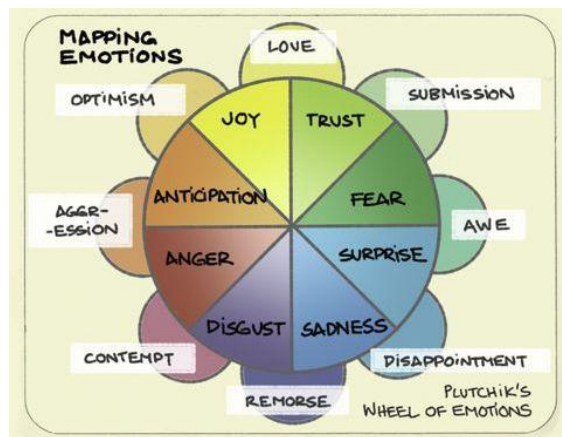 MAPPING
EMOTIONS
LOVE
OPTIMISM
SUBMISSION
JOY
TRUST
ANTICIPATION
FEAR
AGGR-
-ESSION
AWE
ANGER
SURPRISE
DISGUST
SADNESS
CONTEMPT
DISAPPOINTMENT
REMORSE
PLUTCHIK'S
WHEEL OF EMOTIONS